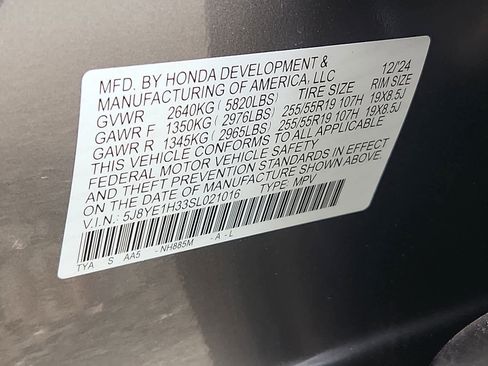 MFD. BY HONDA DEVELOPMENT & 12/24
MANUFACTURING OF AMERICA, LLC
GVWR 2640KG (5820LBS) TIRE SIZE RIM SIZE
GAWR F 1350KG (2976LBS) 255/55R19 107H 19X8.5J
GAWR R 1345KG (2965LBS) 255/55R19 107H 19X8.5J
THIS VEHICLE CONFORMS TO ALL APPLICABLE
FEDERAL MOTOR VEHICLE SAFETY
AND THEFT PREVENTION STANDARDS IN EFFECT
ON THE DATE OF MANUFACTURE SHOWN ABOVE.
V.I.N.: 5J8YE1H33SL021016 TYPE: MPV
TYA S AA5 -NH885M -A-L